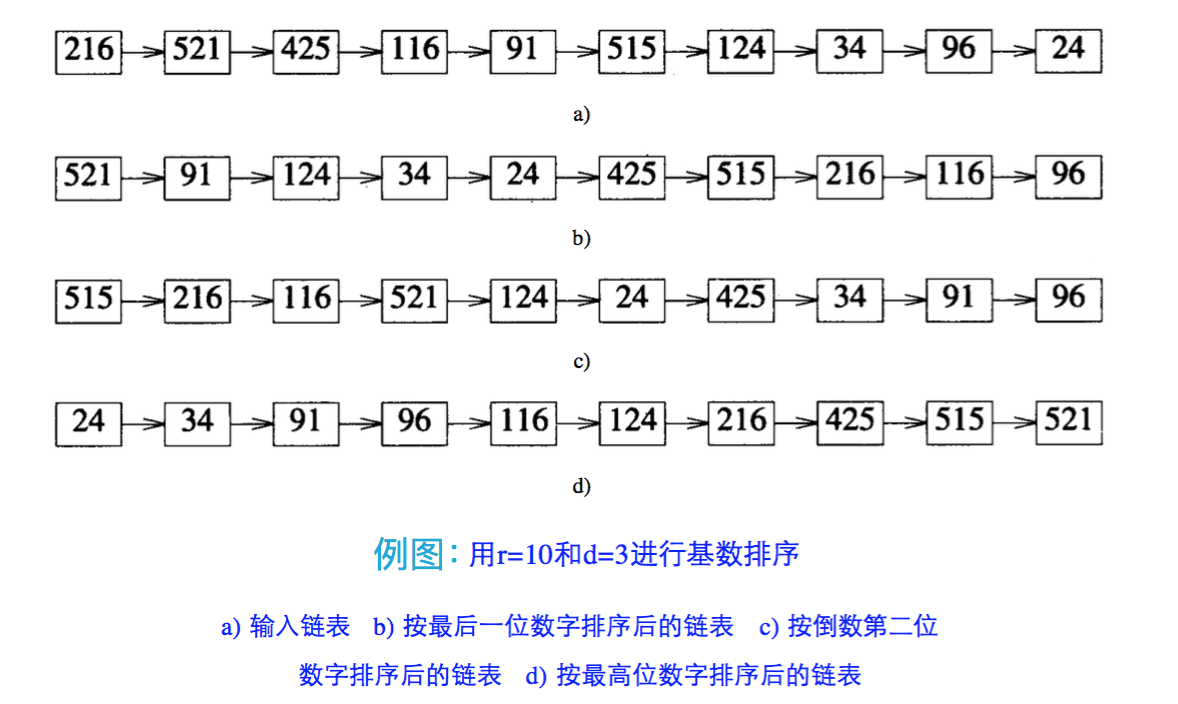 216 521 425 116 91 515 124 34 96 24
a)
521 91 124 34 24 425 515 216 116 96
b)
515 216 116 521 124 24 425 34 91 96
c)
24 34 91 96 116 124 216 425 515 521
d)
例图：用r=10和d=3进行基数排序
a) 输入链表 b) 按最后一位数字排序后的链表 c) 按倒数第二位
数字排序后的链表 d) 按最高位数字排序后的链表